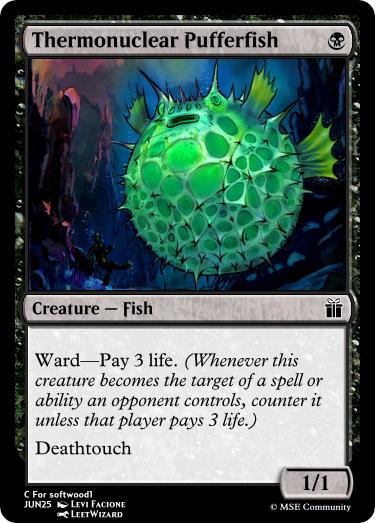 Thermonuclear Pufferfish
Creature — Fish
Ward—Pay 3 life. (Whenever this
creature becomes the target of a spell or
ability an opponent controls, counter it
unless that player pays 3 life.)
Deathtouch
1/1
C For softwood1
JUN25 Levi Facione
LeetWizard
© MSE Community